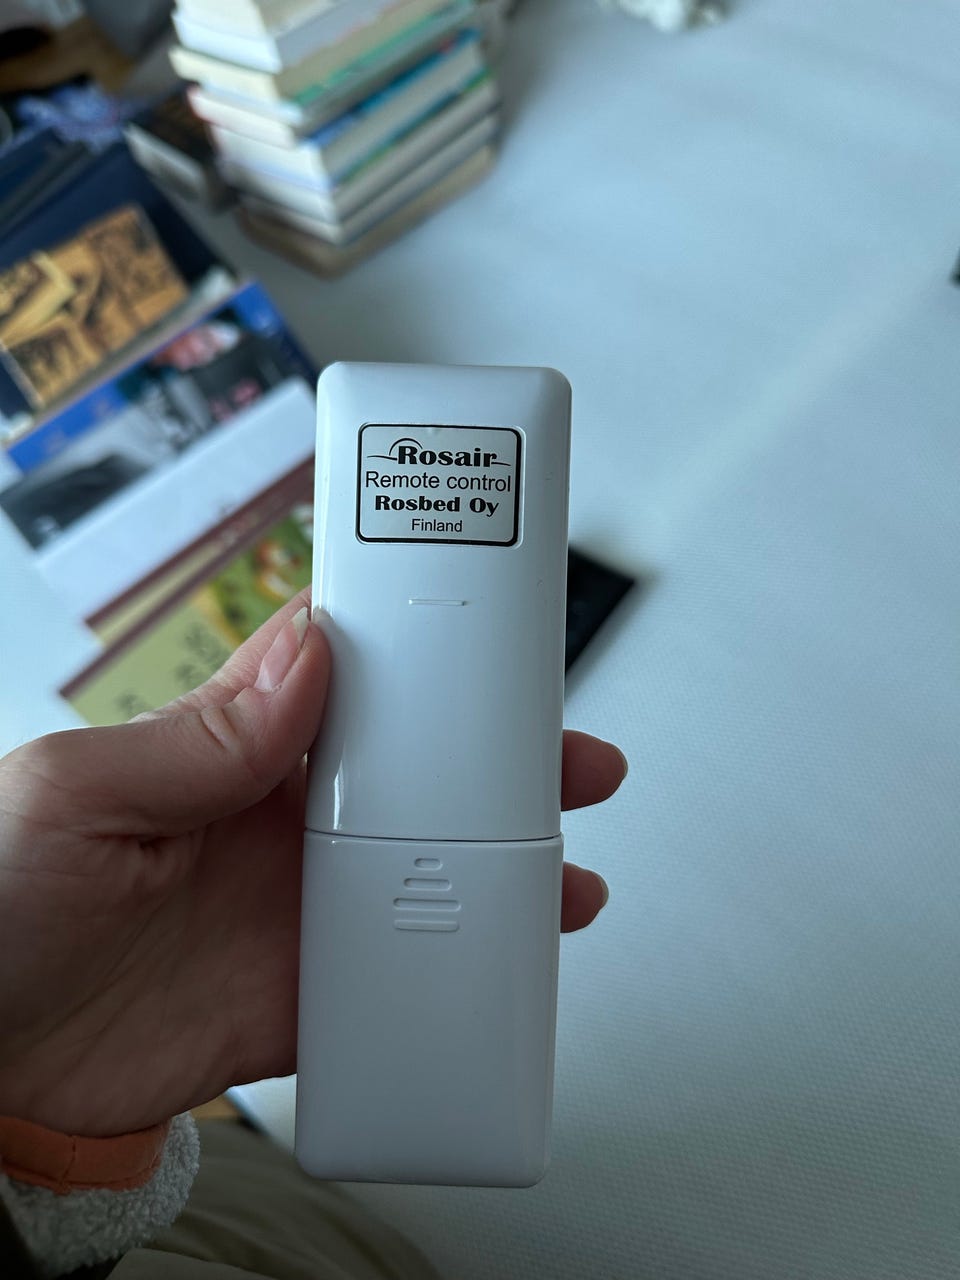 Rosair
Remote control
Rosbed Oy
Finland